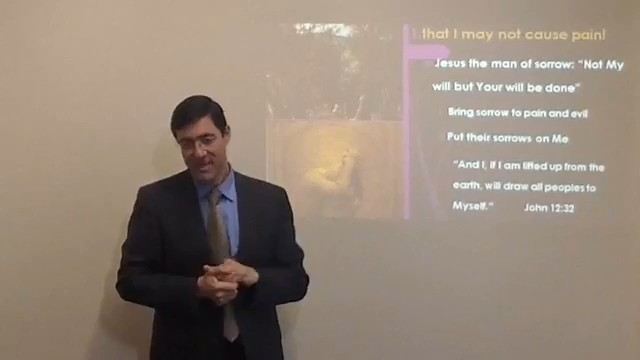 that I may not cause pain!
Jesus the man of sorrow: “Not My
will but Your will be done”
Bring sorrow to pain and evil
Put their sorrows on Me
“And I, if I am lifted up from the
earth, will draw all peoples to
Myself.” John 12:32